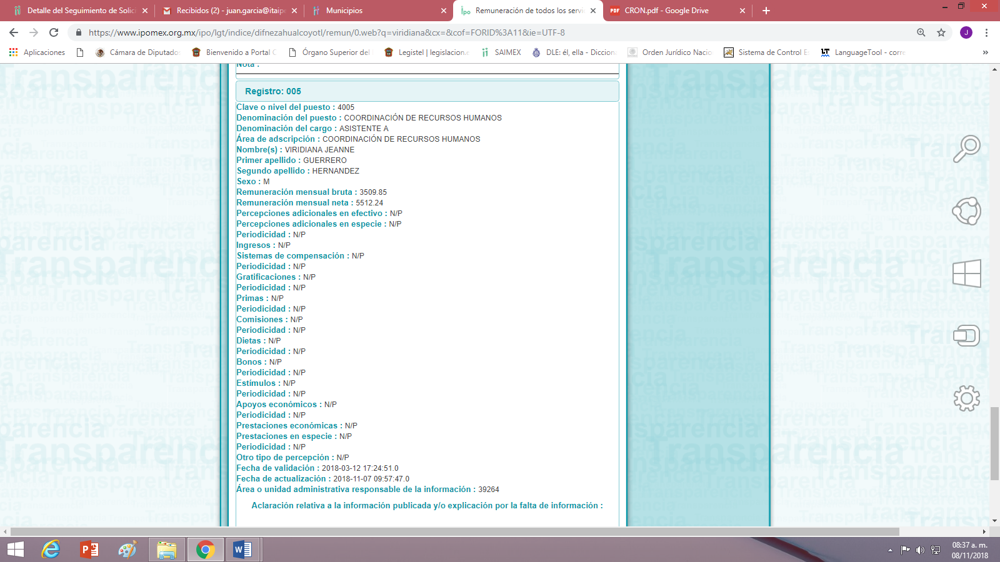 Detalle del Seguimiento de Solici
Recibidos (2) - juan.garcia@itaipe
Municipios
Remuneración de todos los servi
PDF CRON.pdf - Google Drive
https://www.ipomex.org.mx/ipo/lgt/indice/difnezahualcoyotl/remun/0.web?q=viridiana&cx=&cof=FORID%3A11&ie=UTF-8
J
Aplicaciones
Cámara de Diputados
Bienvenido a Portal C
Órgano Superior del
Legistel | legislacion.e
SAIMEX
DLE: él, ella - Diccion
Orden Jurídico Nacio
Sistema de Control E
LT LanguageTool - corre
»
Nota :
Registro: 005
Clave o nivel del puesto : 4005
Denominación del puesto : COORDINACIÓN DE RECURSOS HUMANOS
Denominación del cargo : ASISTENTE A
Área de adscripción : COORDINACIÓN DE RECURSOS HUMANOS
Nombre(s) : VIRIDIANA JEANNE
Primer apellido : GUERRERO
Segundo apellido : HERNANDEZ
Sexo : M
Remuneración mensual bruta : 3509.85
Remuneración mensual neta : 5512.24
Percepciones adicionales en efectivo : N/P
Percepciones adicionales en especie : N/P
Periodicidad : N/P
Ingresos : N/P
Sistemas de compensación : N/P
Periodicidad : N/P
Gratificaciones : N/P
Periodicidad : N/P
Primas : N/P
Periodicidad : N/P
Comisiones : N/P
Periodicidad : N/P
Dietas : N/P
Periodicidad : N/P
Bonos : N/P
Periodicidad : N/P
Estímulos : N/P
Periodicidad : N/P
Apoyos económicos : N/P
Periodicidad : N/P
Prestaciones económicas : N/P
Prestaciones en especie : N/P
Periodicidad : N/P
Otro tipo de percepción : N/P
Fecha de validación : 2018-03-12 17:24:51.0
Fecha de actualización : 2018-11-07 09:57:47.0
Área o unidad administrativa responsable de la información : 39264
Aclaración relativa a la información publicada y/o explicación por la falta de información :
08:37 a. m.
08/11/2018